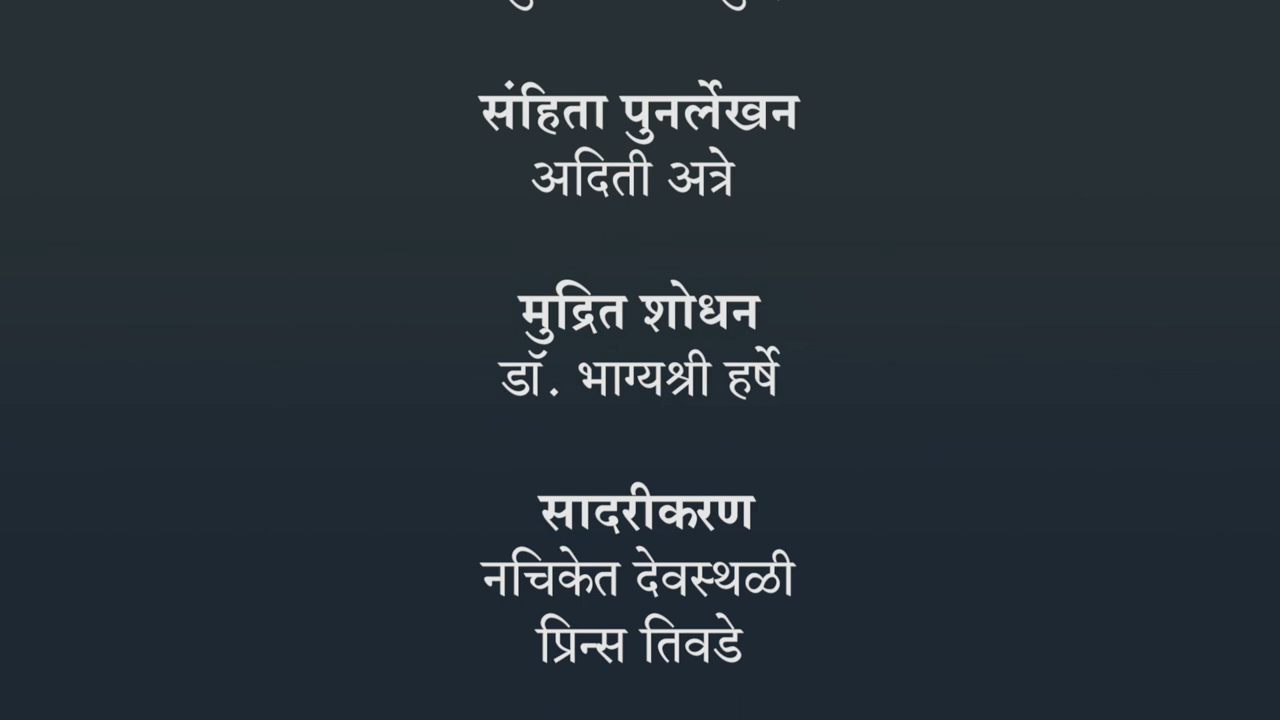 संहिता पुनर्लेखन
अदिती अत्रे
मुद्रित शोधन
डॉ. भाग्यश्री हर्षे
सादरीकरण
नचिकेत देवस्थळी
प्रिन्स तिवडे